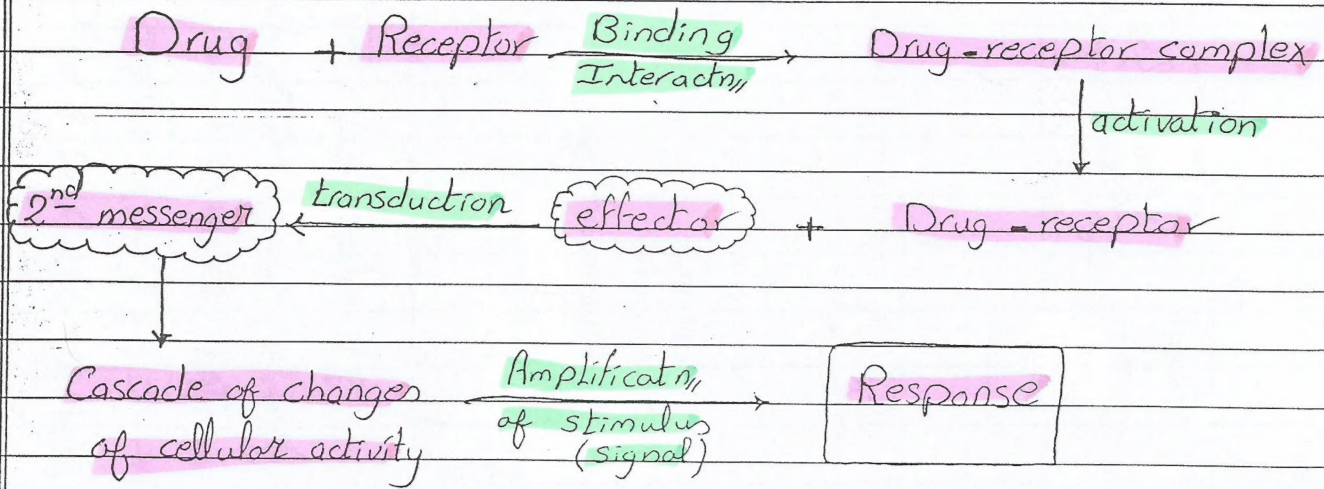 Drug + Receptor Binding Interactn,, Drug-receptor complex
activation
2nd messenger transduction effector + Drug-receptor
Cascade of changes Amplificatn,, Response
of cellular activity of stimulus
(signal)